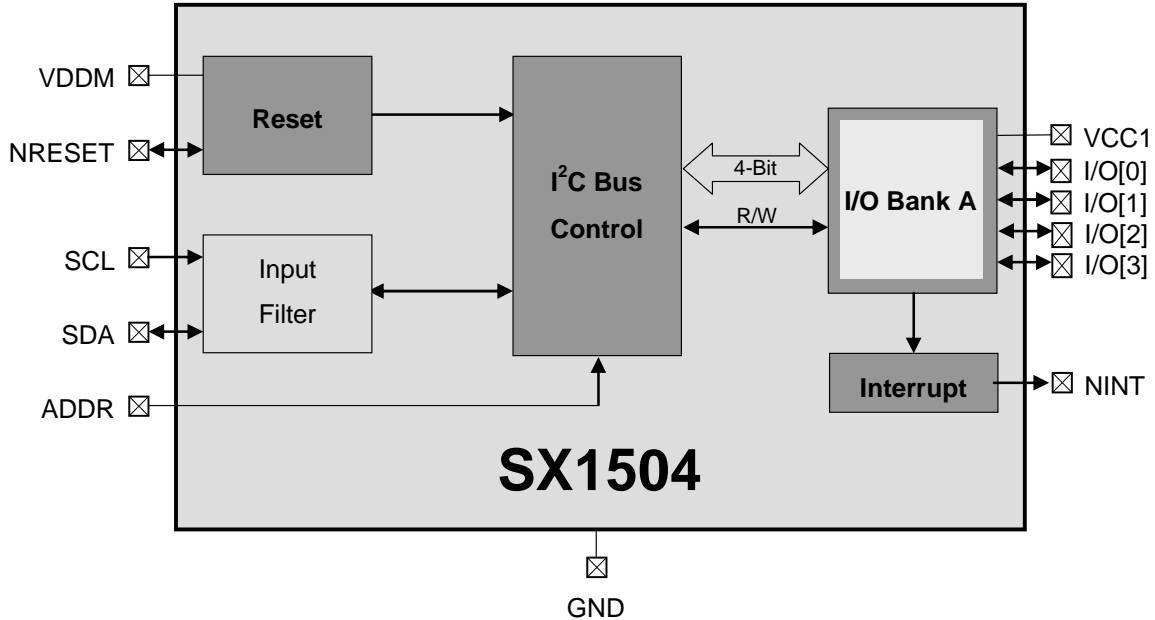 VDDM
NRESET
SCL
SDA
ADDR
Reset
Input
Filter
I²C Bus
Control
4-Bit
R/W
I/O Bank A
Interrupt
VCC1
I/O[0]
I/O[1]
I/O[2]
I/O[3]
NINT
SX1504
GND